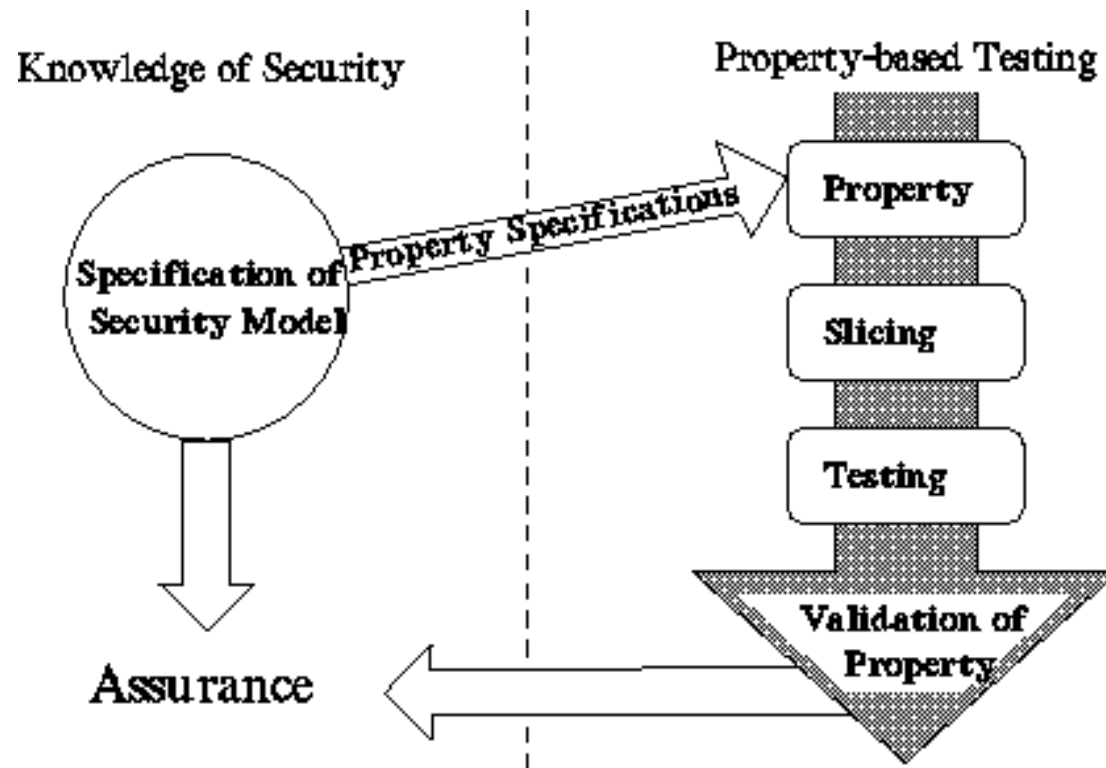 Knowledge of Security
Property-based Testing
Property Specifications
Specification of
Security Model
Property
Slicing
Testing
Validation of
Property
Assurance